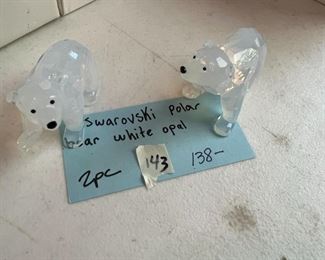 swarovski polar
bear white opal
2pc 143 138-